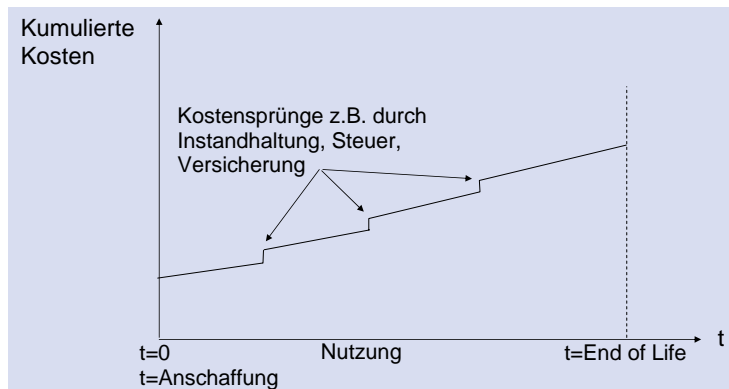 Kumulierte
Kosten
Kostensprünge z.B. durch
Instandhaltung, Steuer,
Versicherung
t
t=0
Nutzung
t=End of Life
t=Anschaffung